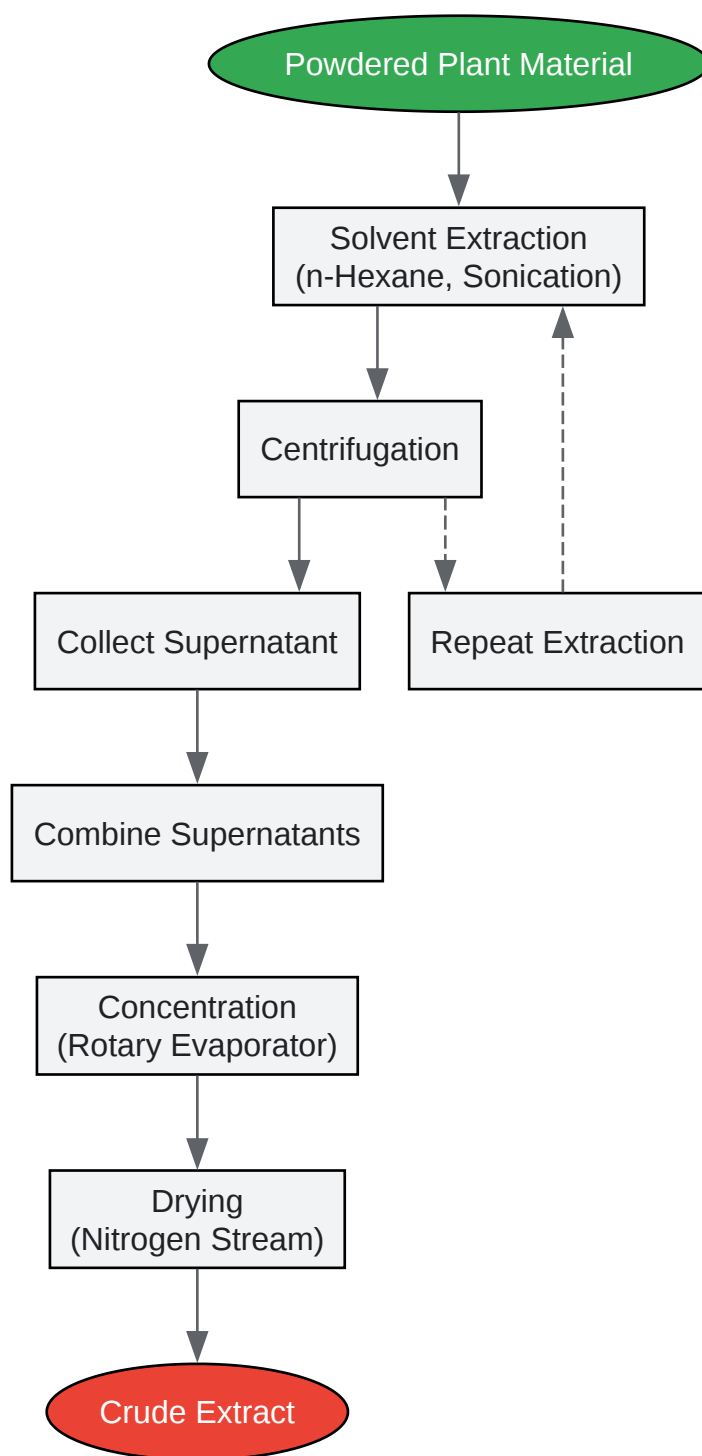 Powdered Plant Material
Solvent Extraction
(n-Hexane, Sonication)
Centrifugation
Collect Supernatant
Repeat Extraction
Combine Supernatants
Concentration
(Rotary Evaporator)
Drying
(Nitrogen Stream)
Crude Extract